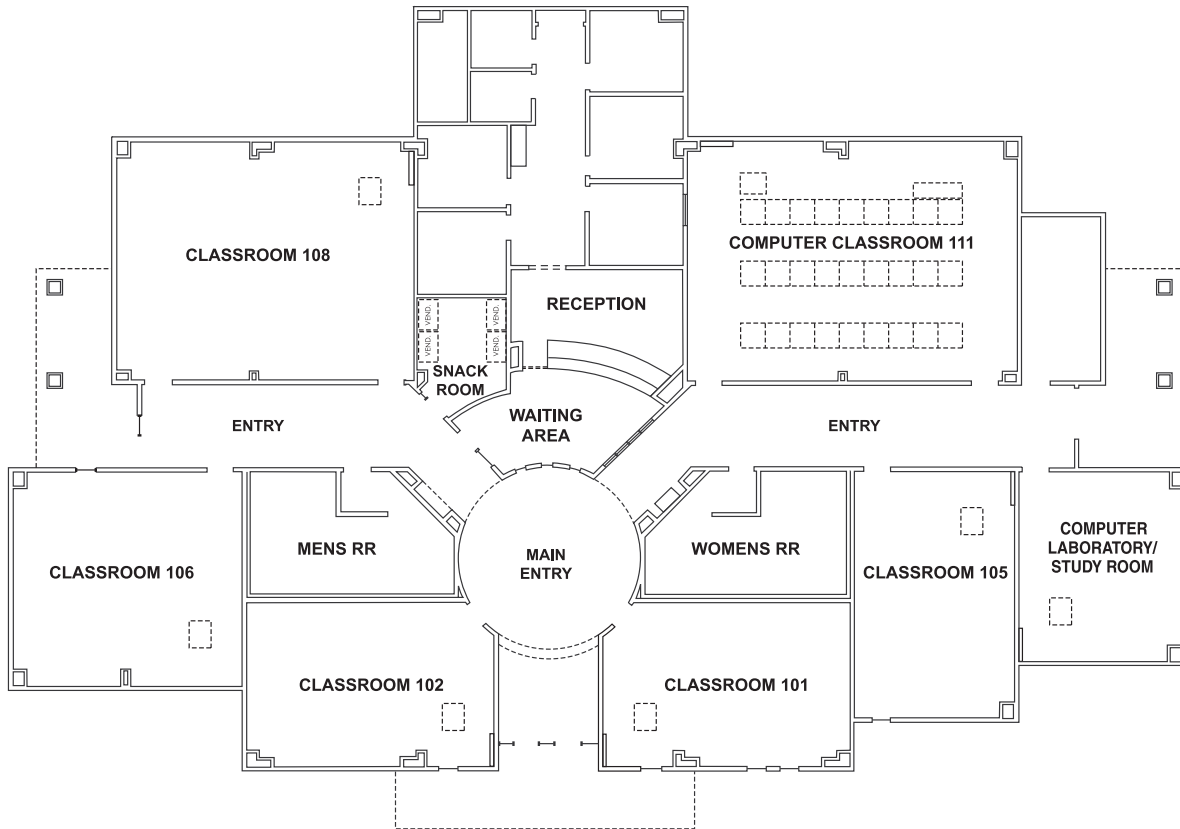 CLASSROOM 108
COMPUTER CLASSROOM 111
RECEPTION
VEND.
VEND.
VEND.
VEND.
SNACK
ROOM
WAITING
AREA
ENTRY
ENTRY
MENS RR
MAIN
ENTRY
WOMENS RR
CLASSROOM 106
CLASSROOM 105
COMPUTER
LABORATORY/
STUDY ROOM
CLASSROOM 102
CLASSROOM 101